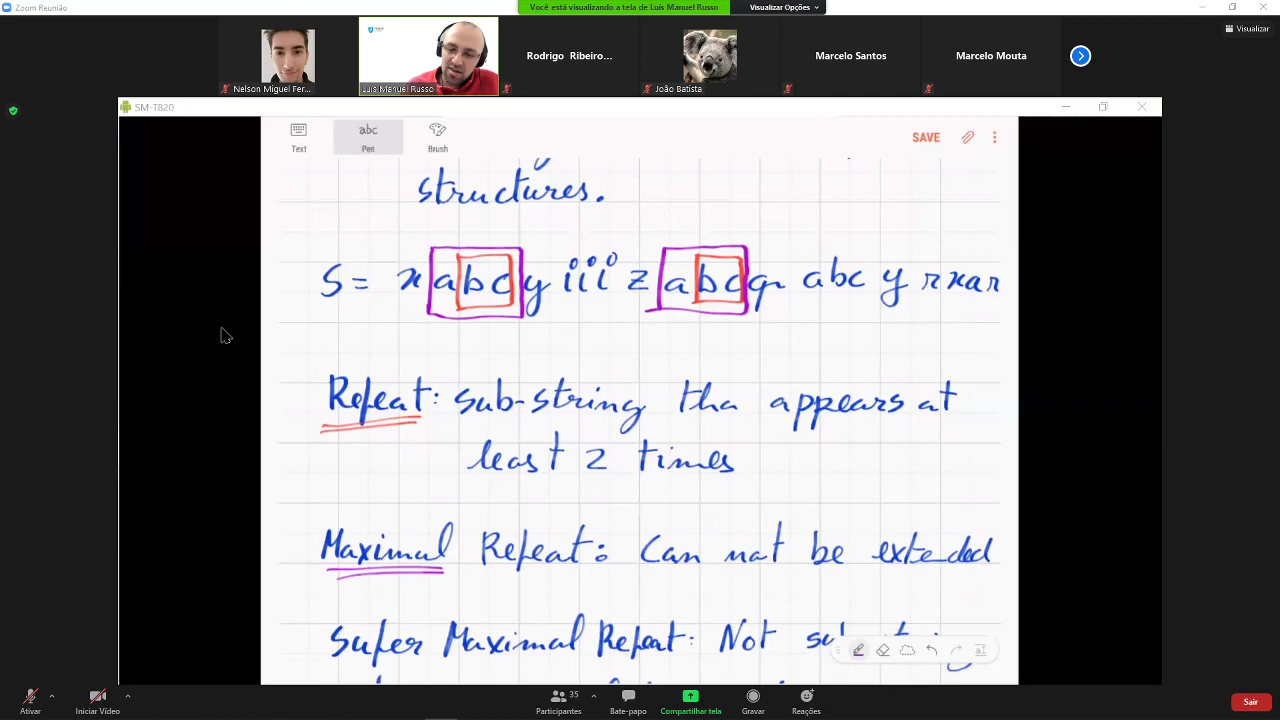 Zoom Reunião
Você está visualizando a tela de Luís Manuel Russo
Visualizar Opções
Visualizar
Nelson Miguel Fer...
Luís Manuel Russo
Rodrigo Ribeiro...
João Batista
Marcelo Santos
Marcelo Mouta
SM-T820
Text
abc
Pen
Brush
SAVE
structures.
S = x abc y iii z abc q abc y r x a r
Repeat: sub-string tha appears at
least 2 times
Maximal Repeat: Can not be extended
Super Maximal Repeat: Not
Ativar
Iniciar Vídeo
35
Participantes
Bate-papo
Compartilhar tela
Gravar
Reações
Sair